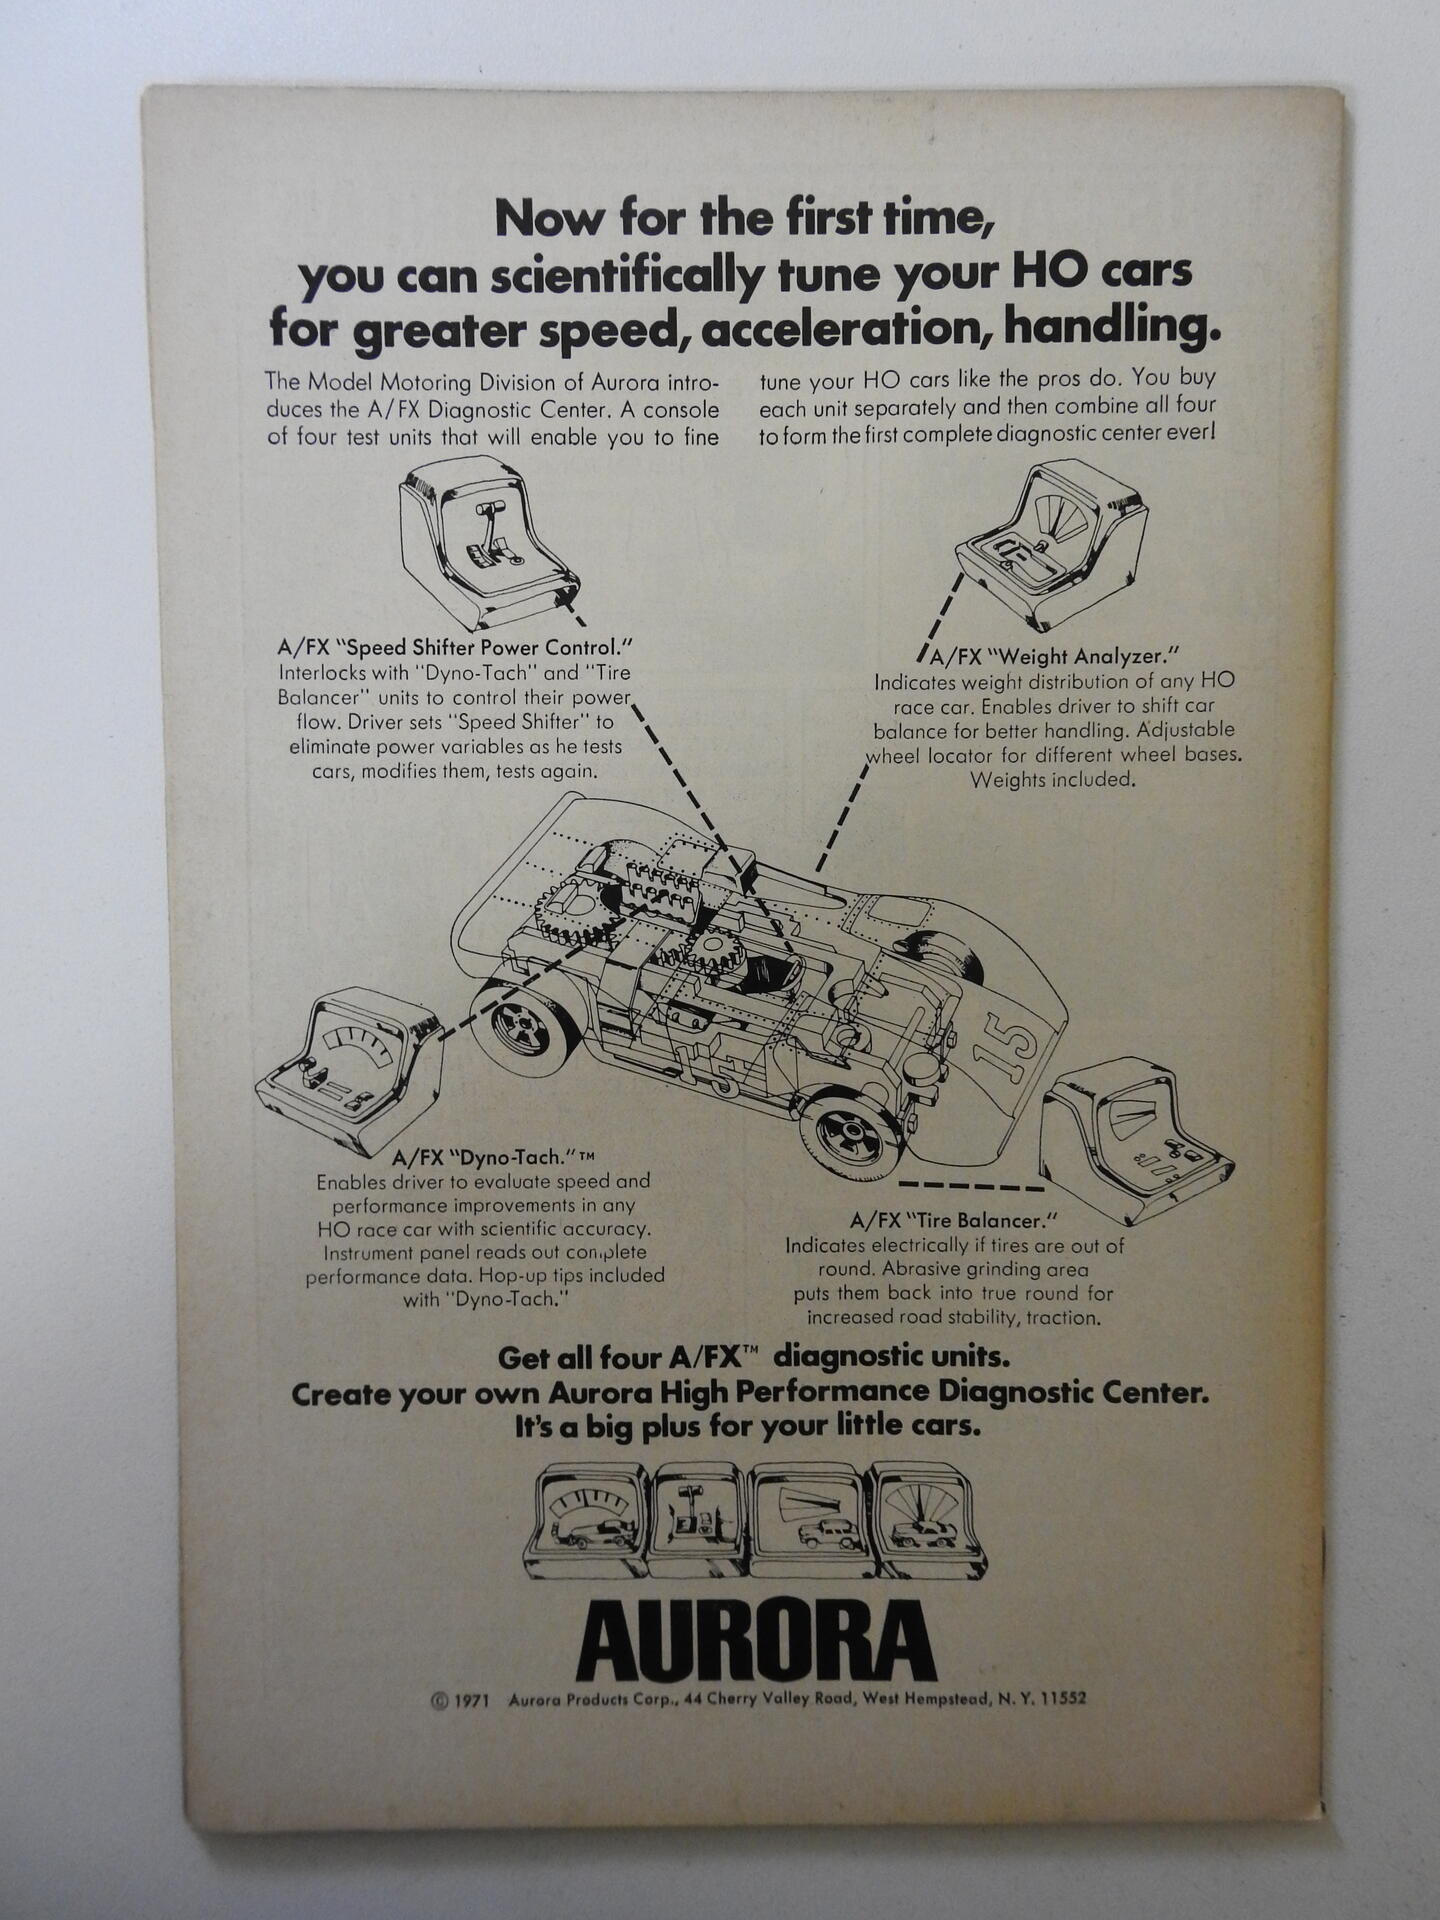 Now for the first time,
you can scientifically tune your HO cars
for greater speed, acceleration, handling.
The Model Motoring Division of Aurora intro-
duces the A/FX Diagnostic Center. A console
of four test units that will enable you to fine
tune your HO cars like the pros do. You buy
each unit separately and then combine all four
to form the first complete diagnostic center ever!
A/FX "Speed Shifter Power Control."
Interlocks with "Dyno-Tach" and "Tire
Balancer" units to control their power
flow. Driver sets "Speed Shifter" to
eliminate power variables as he tests
cars, modifies them, tests again.
A/FX "Weight Analyzer."
Indicates weight distribution of any HO
race car. Enables driver to shift car
balance for better handling. Adjustable
wheel locator for different wheel bases.
Weights included.
15
15
A/FX "Dyno-Tach."™
Enables driver to evaluate speed and
performance improvements in any
HO race car with scientific accuracy.
Instrument panel reads out complete
performance data. Hop-up tips included
with "Dyno-Tach."
A/FX "Tire Balancer."
Indicates electrically if tires are out of
round. Abrasive grinding area
puts them back into true round for
increased road stability, traction.
Get all four A/FX™ diagnostic units.
Create your own Aurora High Performance Diagnostic Center.
It's a big plus for your little cars.
AURORA
© 1971 Aurora Products Corp., 44 Cherry Valley Road, West Hempstead, N. Y. 11552